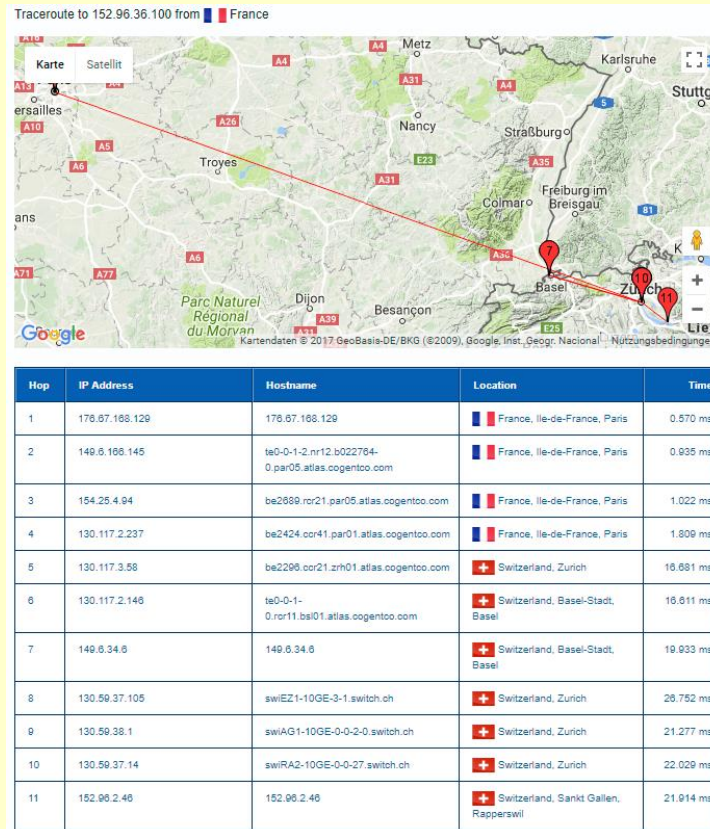 Traceroute to 152.96.36.100 from France
A4
Metz
Karlsruhe
Karte Satellit
A4
A31
A4
Stuttg
A13
ersailles
A10
A26
Nancy
Straßburg
5
A5
A6
Troyes
E23
A35
A31
Freiburg im
Breisgau
Colmar
81
ans
7
K
A6
10
Basel
Zürich
11
A71
A77
Parc Naturel
Régional
du Morvan
Dijon
A39
Besançon
A31
E25
Lie
Google
Kartendaten © 2017 GeoBasis-DE/BKG (©2009), Google, Inst. Geogr. Nacional Nutzungsbedingunge
Hop IP Address Hostname Location Time
1 176.67.168.129 176.67.168.129 France, Ile-de-France, Paris 0.570 ms
2 149.6.166.145 te0-0-1-2.nr12.b022764-
0.par05.atlas.cogentco.com France, Ile-de-France, Paris 0.935 ms
3 154.25.4.94 be2689.rcr21.par05.atlas.cogentco.com France, Ile-de-France, Paris 1.022 ms
4 130.117.2.237 be2424.ccr41.par01.atlas.cogentco.com France, Ile-de-France, Paris 1.809 ms
5 130.117.3.58 be2296.ccr21.zrh01.atlas.cogentco.com Switzerland, Zurich 16.681 ms
6 130.117.2.146 te0-0-1-
0.rcr11.bsl01.atlas.cogentco.com Switzerland, Basel-Stadt,
Basel 16.611 ms
7 149.6.34.6 149.6.34.6 Switzerland, Basel-Stadt,
Basel 19.933 ms
8 130.59.37.105 swiEZ1-10GE-3-1.switch.ch Switzerland, Zurich 26.752 ms
9 130.59.38.1 swiAG1-10GE-0-0-2-0.switch.ch Switzerland, Zurich 21.277 ms
10 130.59.37.14 swiRA2-10GE-0-0-27.switch.ch Switzerland, Zurich 22.029 ms
11 152.96.2.46 152.96.2.46 Switzerland, Sankt Gallen,
Rapperswil 21.914 ms